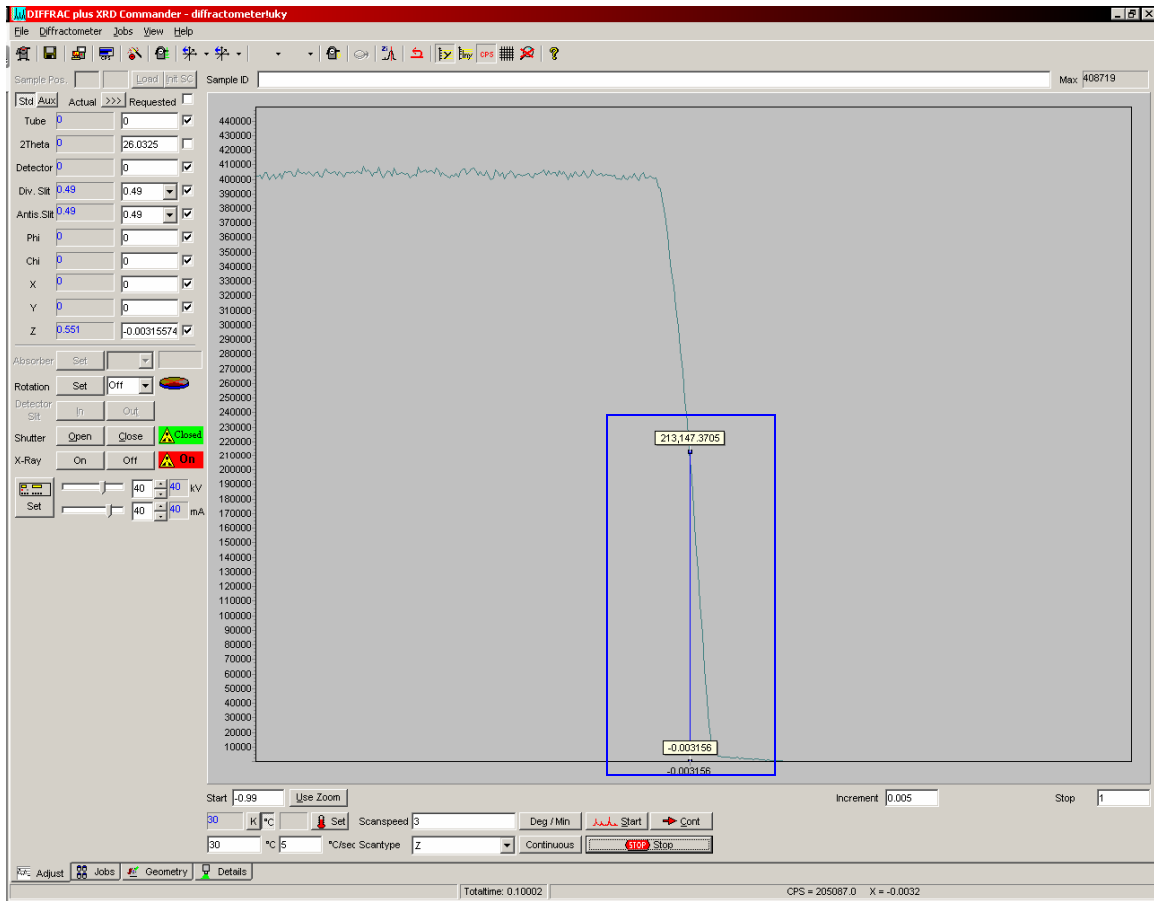 DIFFRAC plus XRD Commander - diffractometer!uky
File Diffractometer Jobs View Help
Sample Pos. Load Init SC Sample ID Max 408719
Std Aux Actual >>> Requested
Tube 0 0
2Theta 0 26.0325
Detector 0 0
Div. Slit 0.49 0.49
Antis.Slit 0.49 0.49
Phi 0 0
Chi 0 0
X 0 0
Y 0 0
Z 0.551 -0.00315574
Absorber Set
Rotation Set Off
Detector Slit In Out
Shutter Open Close Closed
X-Ray On Off On
40 40 kV
Set 40 40 mA
440000
430000
420000
410000
400000
390000
380000
370000
360000
350000
340000
330000
320000
310000
300000
290000
280000
270000
260000
250000
240000
230000
220000
210000
200000
190000
180000
170000
160000
150000
140000
130000
120000
110000
100000
90000
80000
70000
60000
50000
40000
30000
20000
10000
213,147.3705
-0.003156
-0.003156
Start -0.99 Use Zoom Increment 0.005 Stop 1
30 K °C Set Scanspeed 3 Deg / Min Start Cont
30 °C 5 °C/sec Scantype Z Continuous STOP Stop
Adjust Jobs Geometry Details
Totaltime: 0.10002 CPS = 205087.0 X = -0.0032